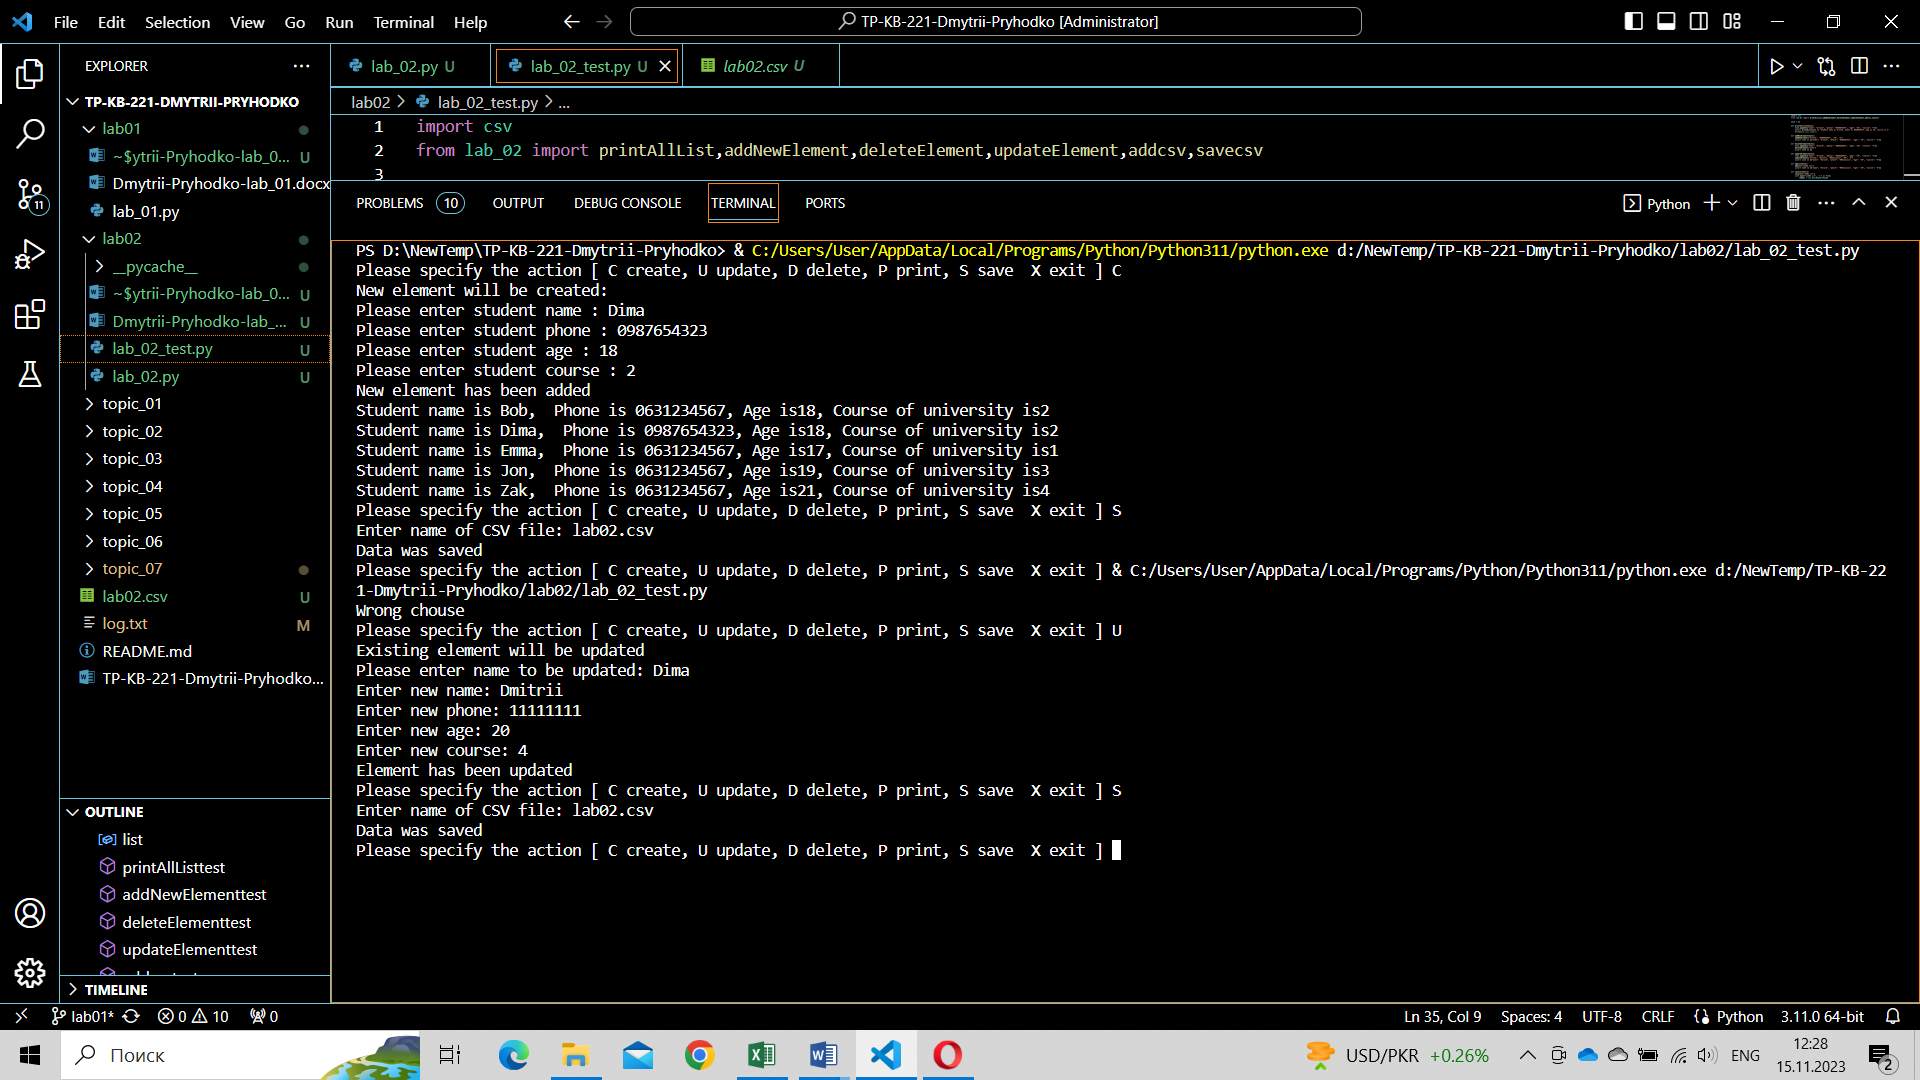 File Edit Selection View Go Run Terminal Help
TP-KB-221-Dmytrii-Pryhodko [Administrator]
EXPLORER
TP-KB-221-DMYTRII-PRYHODKO
lab01
~$ytrii-Pryhodko-lab_0... U
Dmytrii-Pryhodko-lab_01.docx
lab_01.py
lab02
__pycache__
~$ytrii-Pryhodko-lab_0... U
Dmytrii-Pryhodko-lab_... U
lab_02_test.py U
lab_02.py U
topic_01
topic_02
topic_03
topic_04
topic_05
topic_06
topic_07
lab02.csv U
log.txt M
README.md
TP-KB-221-Dmytrii-Pryhodko...
OUTLINE
list
printAllListtest
addNewElementtest
deleteElementtest
updateElementtest
TIMELINE
11
lab_02.py U
lab_02_test.py U
lab02.csv U
lab02 > lab_02_test.py > ...
1 import csv
2 from lab_02 import printAllList,addNewElement,deleteElement,updateElement,addcsv,savecsv
3
PROBLEMS 10 OUTPUT DEBUG CONSOLE TERMINAL PORTS
Python
PS D:\NewTemp\TP-KB-221-Dmytrii-Pryhodko> & C:/Users/User/AppData/Local/Programs/Python/Python311/python.exe d:/NewTemp/TP-KB-221-Dmytrii-Pryhodko/lab02/lab_02_test.py
Please specify the action [ C create, U update, D delete, P print, S save  X exit ] C
New element will be created:
Please enter student name : Dima
Please enter student phone : 0987654323
Please enter student age : 18
Please enter student course : 2
New element has been added
Student name is Bob,  Phone is 0631234567, Age is18, Course of university is2
Student name is Dima,  Phone is 0987654323, Age is18, Course of university is2
Student name is Emma,  Phone is 0631234567, Age is17, Course of university is1
Student name is Jon,  Phone is 0631234567, Age is19, Course of university is3
Student name is Zak,  Phone is 0631234567, Age is21, Course of university is4
Please specify the action [ C create, U update, D delete, P print, S save  X exit ] S
Enter name of CSV file: lab02.csv
Data was saved
Please specify the action [ C create, U update, D delete, P print, S save  X exit ] & C:/Users/User/AppData/Local/Programs/Python/Python311/python.exe d:/NewTemp/TP-KB-22
1-Dmytrii-Pryhodko/lab02/lab_02_test.py
Wrong chouse
Please specify the action [ C create, U update, D delete, P print, S save  X exit ] U
Existing element will be updated
Please enter name to be updated: Dima
Enter new name: Dmitrii
Enter new phone: 11111111
Enter new age: 20
Enter new course: 4
Element has been updated
Please specify the action [ C create, U update, D delete, P print, S save  X exit ] S
Enter name of CSV file: lab02.csv
Data was saved
Please specify the action [ C create, U update, D delete, P print, S save  X exit ]
lab01* 0 10 0
Ln 35, Col 9 Spaces: 4 UTF-8 CRLF Python 3.11.0 64-bit
Поиск
USD/PKR +0.26%
ENG
12:28
15.11.2023
2